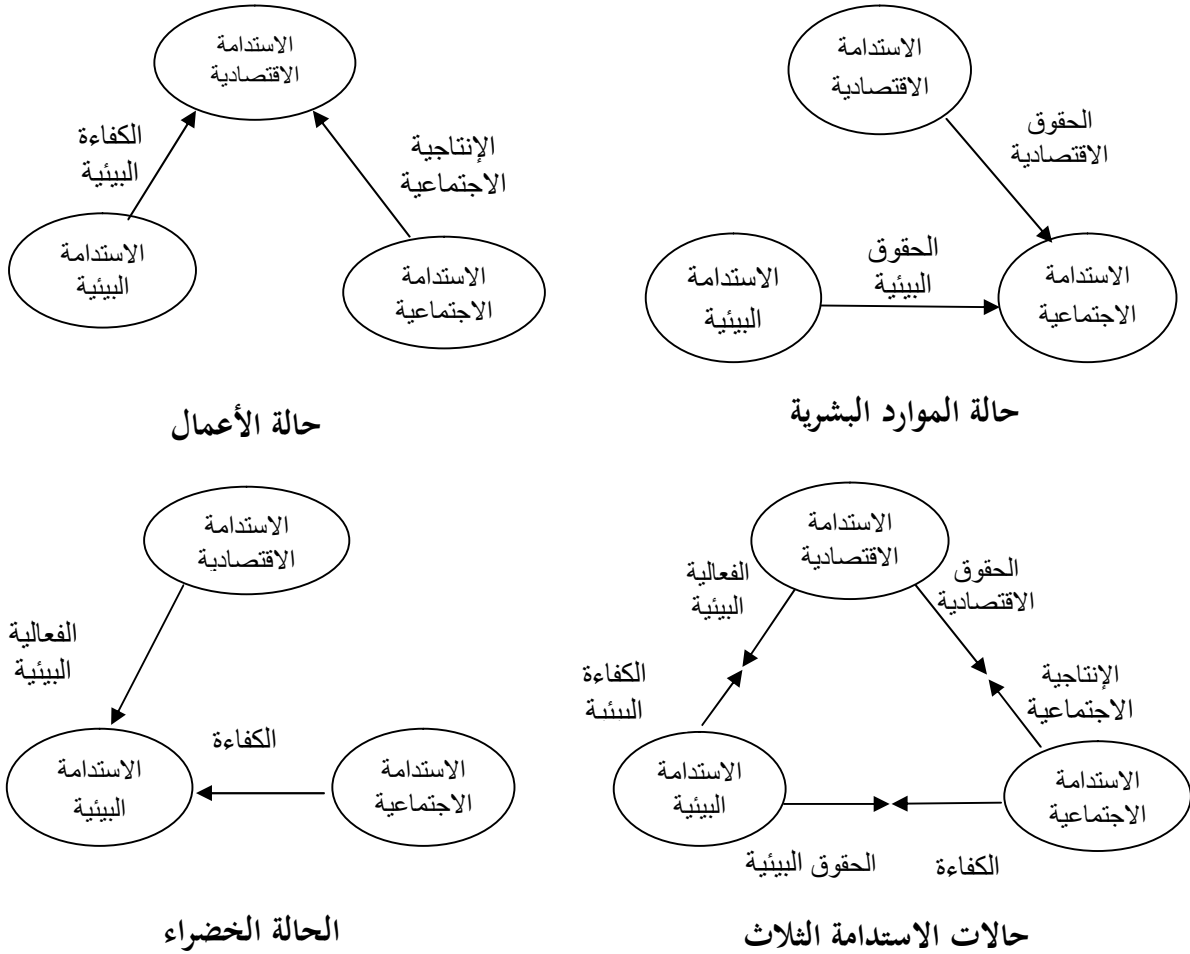 الاستدامة
الاقتصادية
الكفاءة
البيئية
الإنتاجية
الاجتماعية
الاستدامة
البيئية
الاستدامة
الاجتماعية
حالة الأعمال
الاستدامة
الاقتصادية
الحقوق
الاقتصادية
الحقوق
البيئية
الاستدامة
البيئية
الاستدامة
الاجتماعية
حالة الموارد البشرية
الاستدامة
الاقتصادية
الفعالية
البيئية
الكفاءة
الاستدامة
البيئية
الاستدامة
الاجتماعية
الحالة الخضراء
الاستدامة
الاقتصادية
الفعالية
البيئية
الحقوق
الاقتصادية
الكفاءة
البيئية
الإنتاجية
الاجتماعية
الاستدامة
البيئية
الاستدامة
الاجتماعية
الحقوق البيئية
الكفاءة
حالات الاستدامة الثلاث